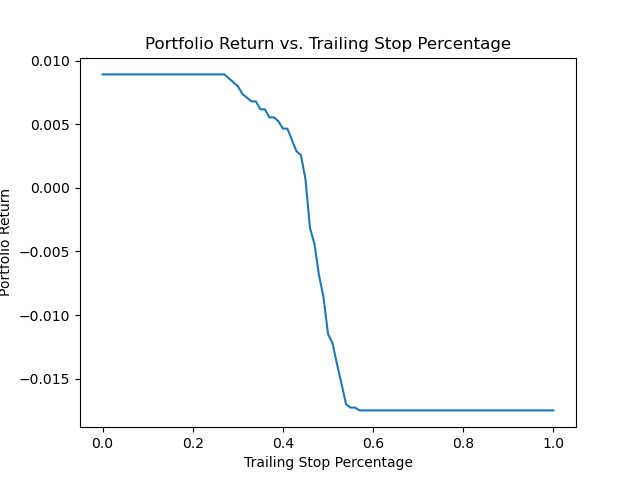 Portfolio Return vs. Trailing Stop Percentage
0.010
0.005
0.000
−0.005
−0.010
−0.015
Portfolio Return
0.0 0.2 0.4 0.6 0.8 1.0
Trailing Stop Percentage